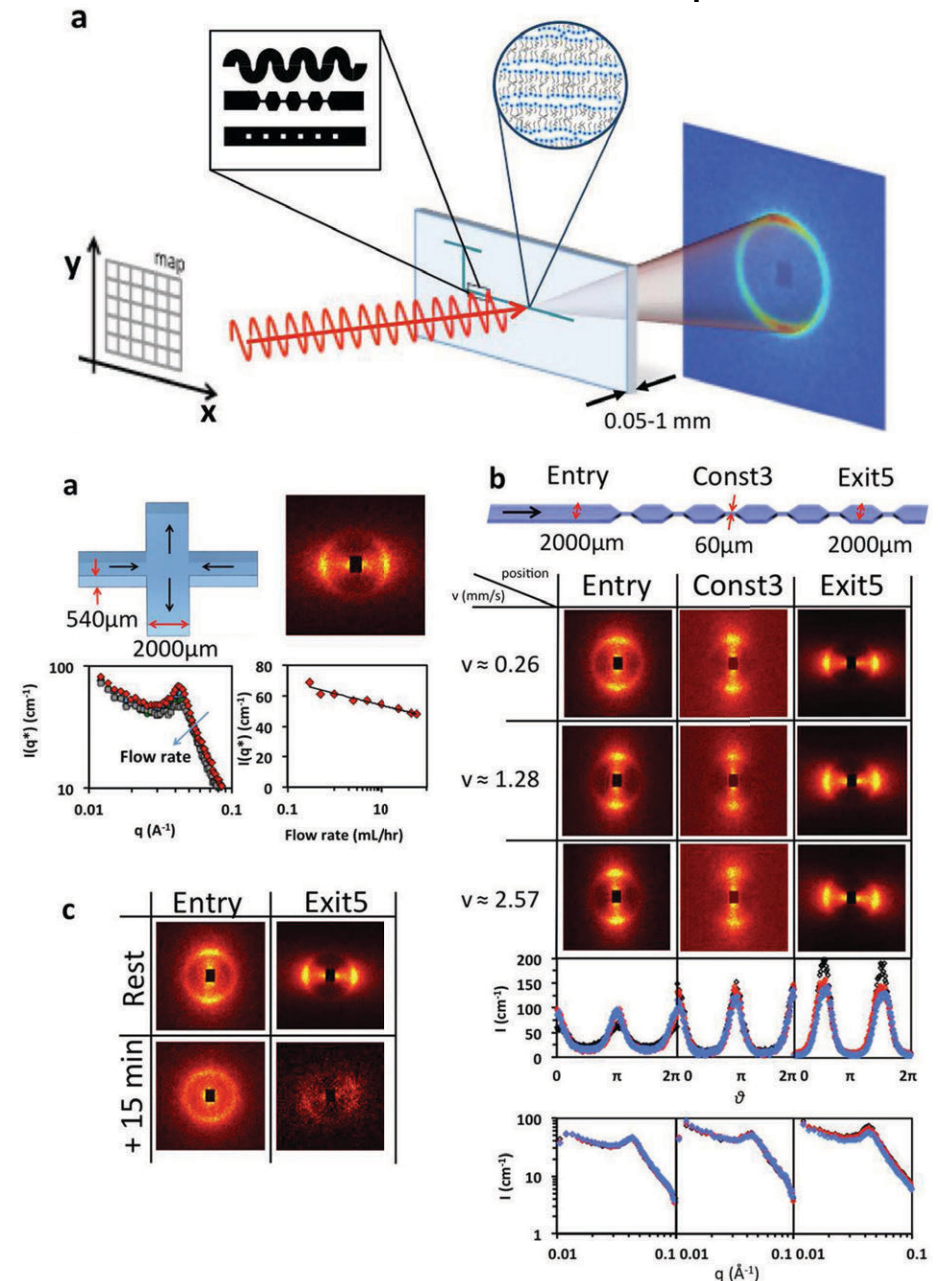 a
y
map
x
0.05-1 mm
a
540μm
2000μm
100
10
I(q*) (cm⁻¹)
Flow rate
0.01
0.1
q (A⁻¹)
80
60
40
20
0
I(q*) (cm⁻¹)
0.1
10
Flow rate (mL/hr)
b
Entry
Const3
Exit5
2000μm
60μm
2000μm
position
v (mm/s)
Entry
Const3
Exit5
v ≈ 0.26
v ≈ 1.28
v ≈ 2.57
200
150
100
50
0
I (cm⁻¹)
0 π 2π 0 π 2π 0 π 2π
ϑ
100
10
1
I (cm⁻¹)
0.01 0.1 0.01 0.1 0.01 0.1
q (Å⁻¹)
c
Entry
Exit5
Rest
+ 15 min